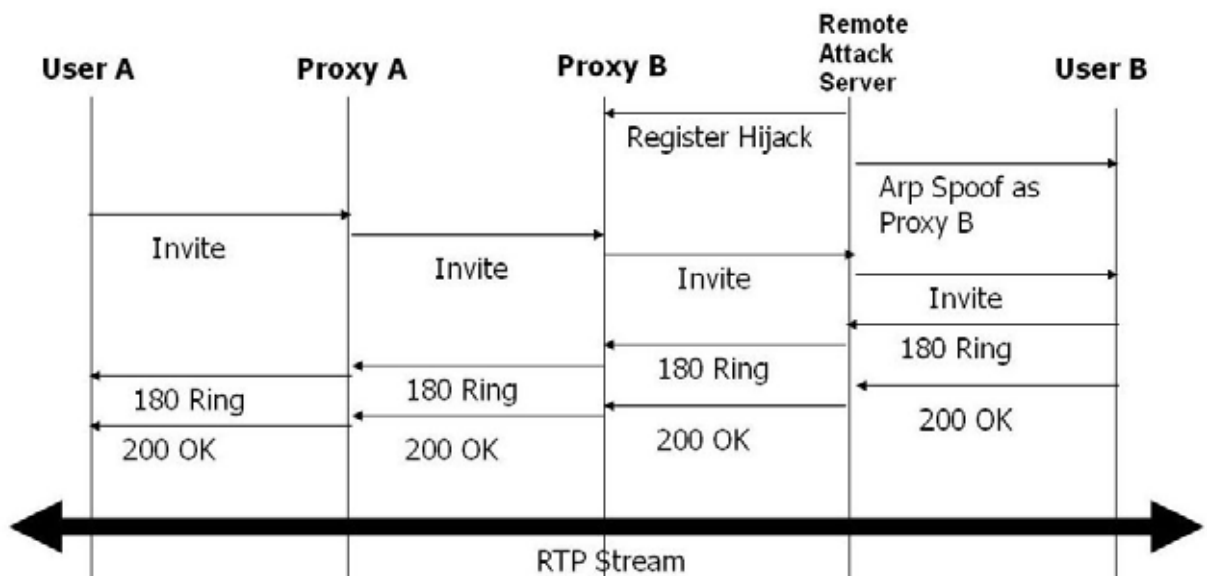 User A
Proxy A
Proxy B
Remote
Attack
Server
User B
Register Hijack
Arp Spoof as
Proxy B
Invite
Invite
Invite
Invite
180 Ring
180 Ring
180 Ring
180 Ring
200 OK
200 OK
200 OK
200 OK
RTP Stream